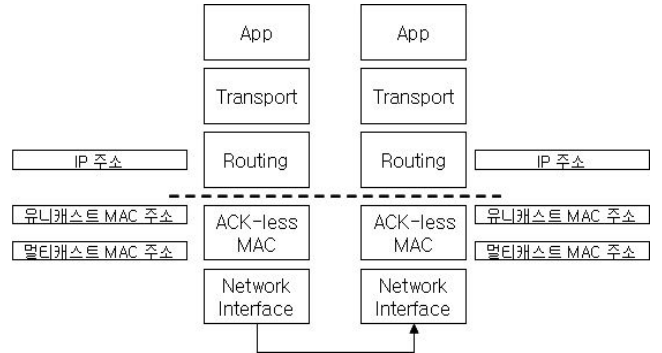 App
App
Transport
Transport
IP 주소
Routing
Routing
IP 주소
유니캐스트 MAC 주소
ACK-less
MAC
ACK-less
MAC
유니캐스트 MAC 주소
멀티캐스트 MAC 주소
멀티캐스트 MAC 주소
Network
Interface
Network
Interface